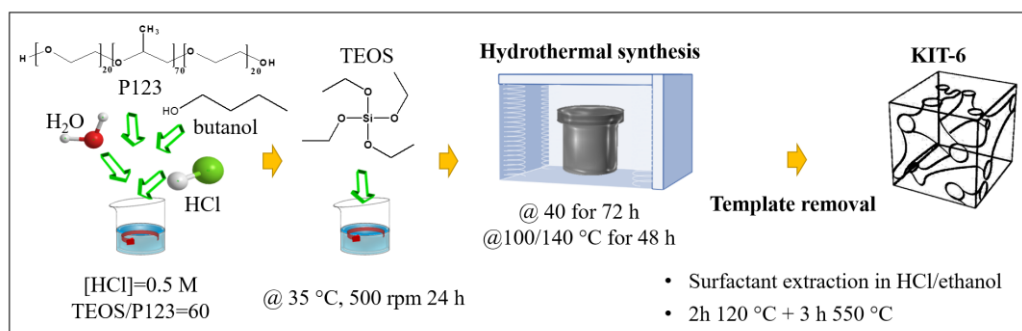 H
O
20
O
CH₃
70
O
20
OH
P123
H₂O
HO
butanol
HCl
[HCl]=0.5 M
TEOS/P123=60
TEOS
O
O
Si
O
O
@ 35 °C, 500 rpm 24 h
Hydrothermal synthesis
@ 40 for 72 h
@100/140 °C for 48 h
Template removal
KIT-6
• Surfactant extraction in HCl/ethanol
• 2h 120 °C + 3 h 550 °C